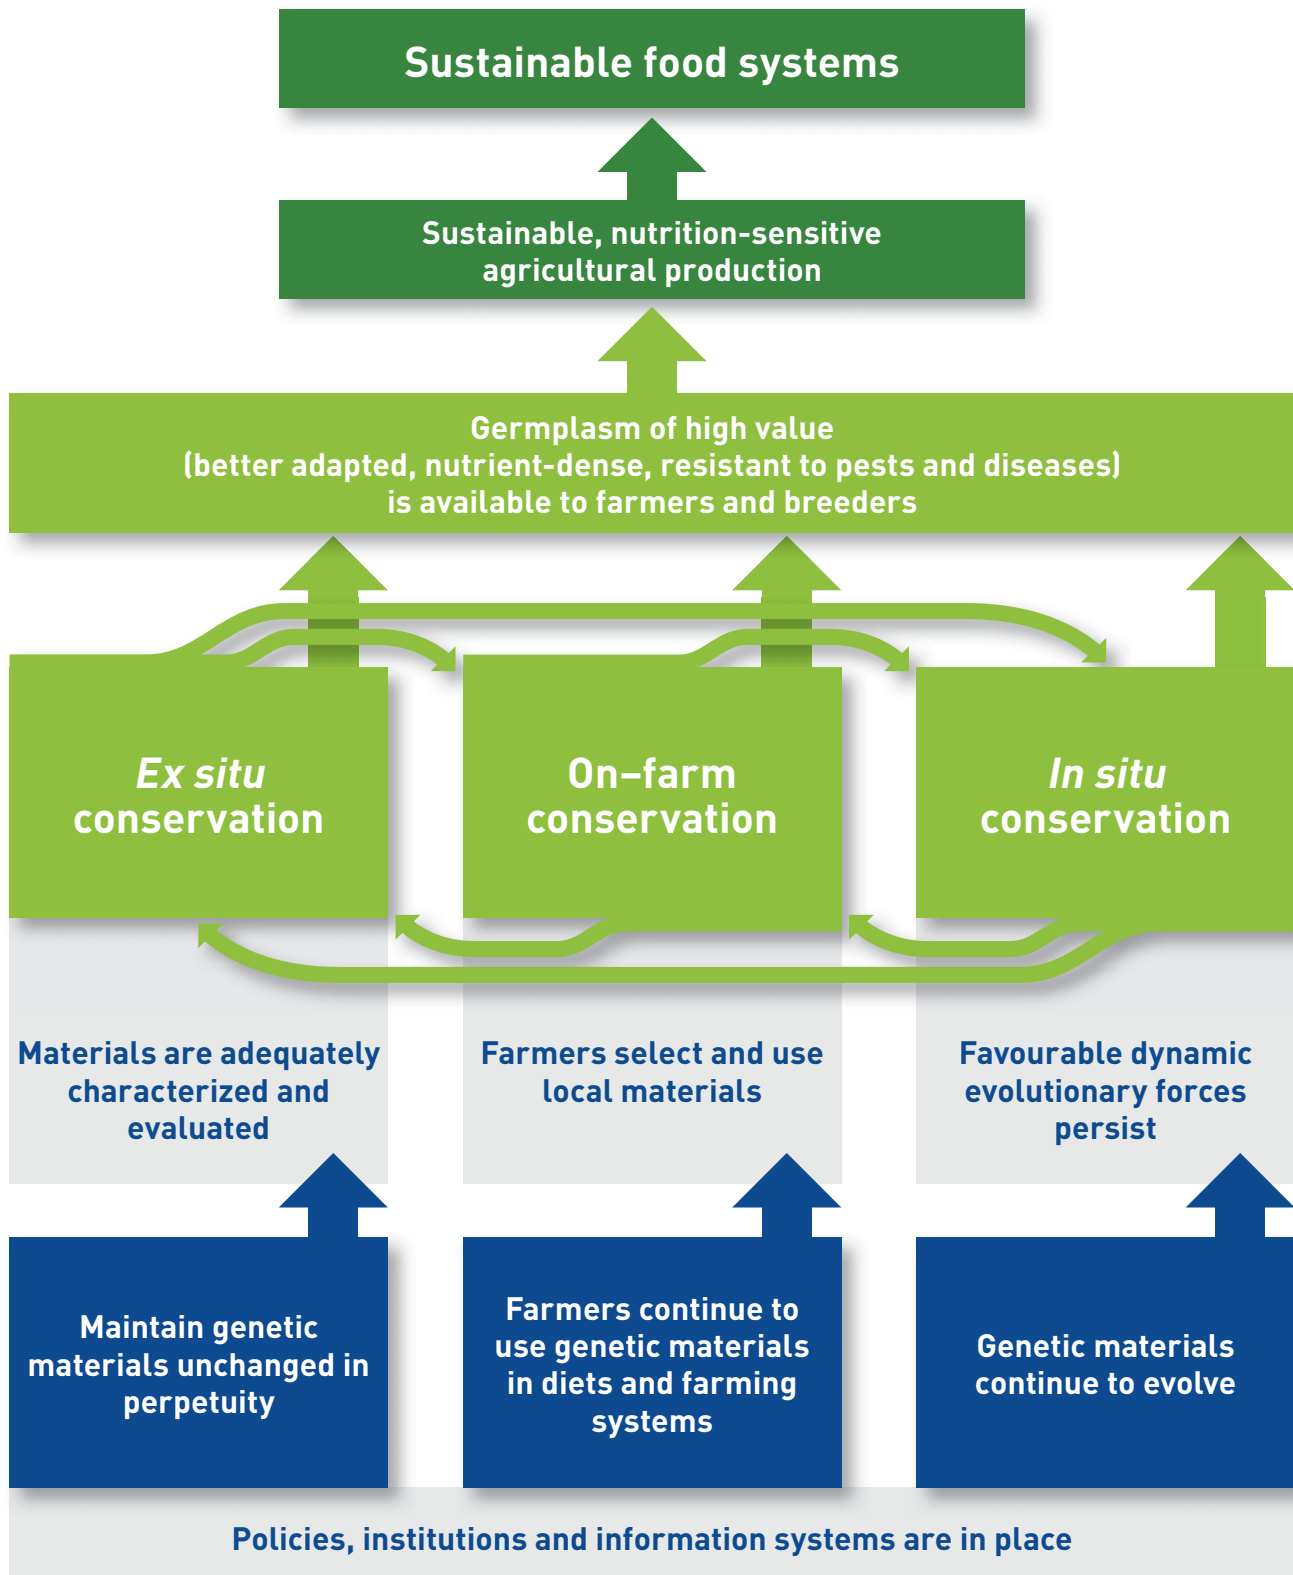 Sustainable food systems
Sustainable, nutrition-sensitive
agricultural production
Germplasm of high value
(better adapted, nutrient-dense, resistant to pests and diseases)
is available to farmers and breeders
Ex situ
conservation
On–farm
conservation
In situ
conservation
Materials are adequately
characterized and
evaluated
Farmers select and use
local materials
Favourable dynamic
evolutionary forces
persist
Maintain genetic
materials unchanged in
perpetuity
Farmers continue to
use genetic materials
in diets and farming
systems
Genetic materials
continue to evolve
Policies, institutions and information systems are in place